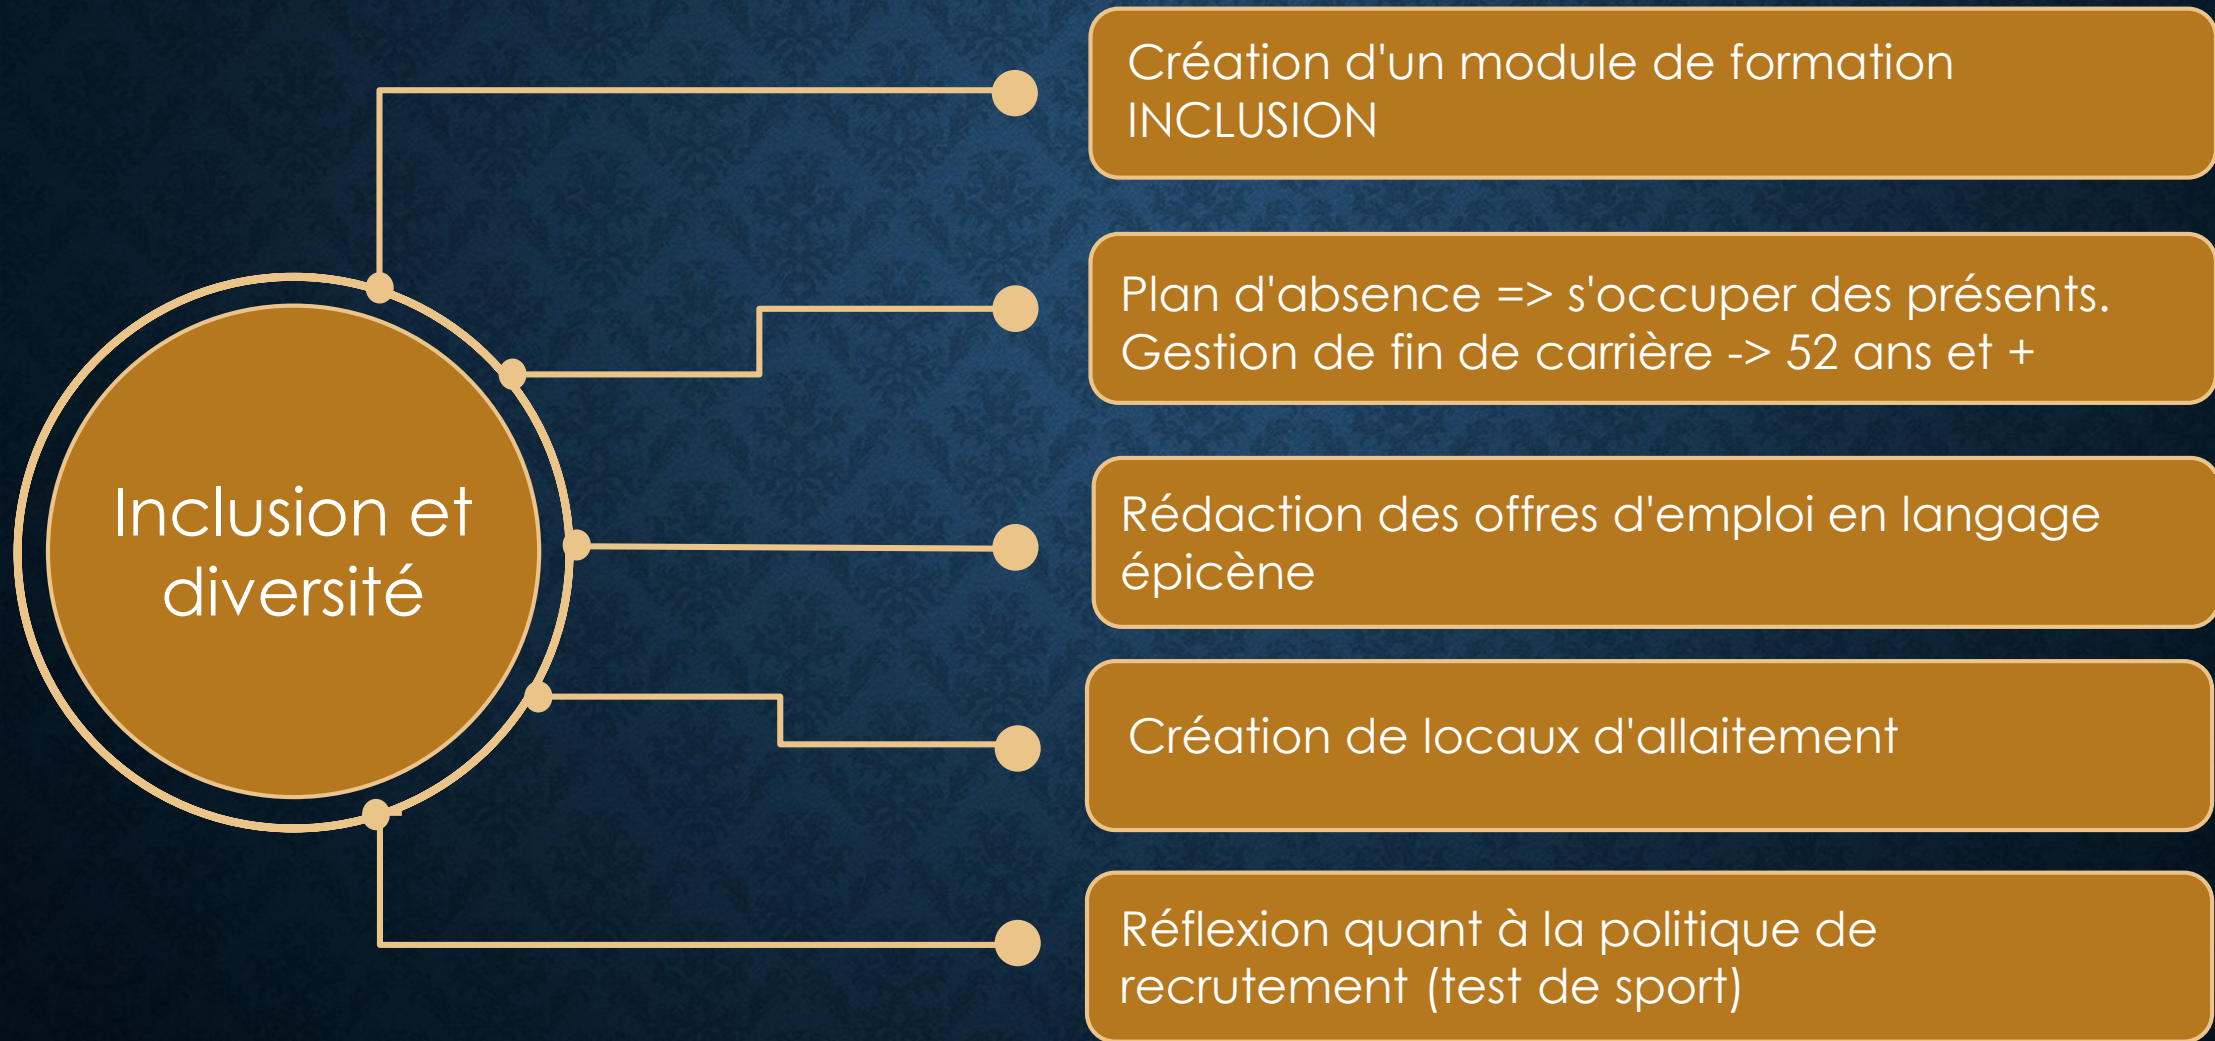 Création d'un module de formation
INCLUSION
Plan d'absence => s'occuper des présents.
Gestion de fin de carrière -> 52 ans et +
Inclusion et
diversité
Rédaction des offres d'emploi en langage
épicène
Création de locaux d'allaitement
Réflexion quant à la politique de
recrutement (test de sport)